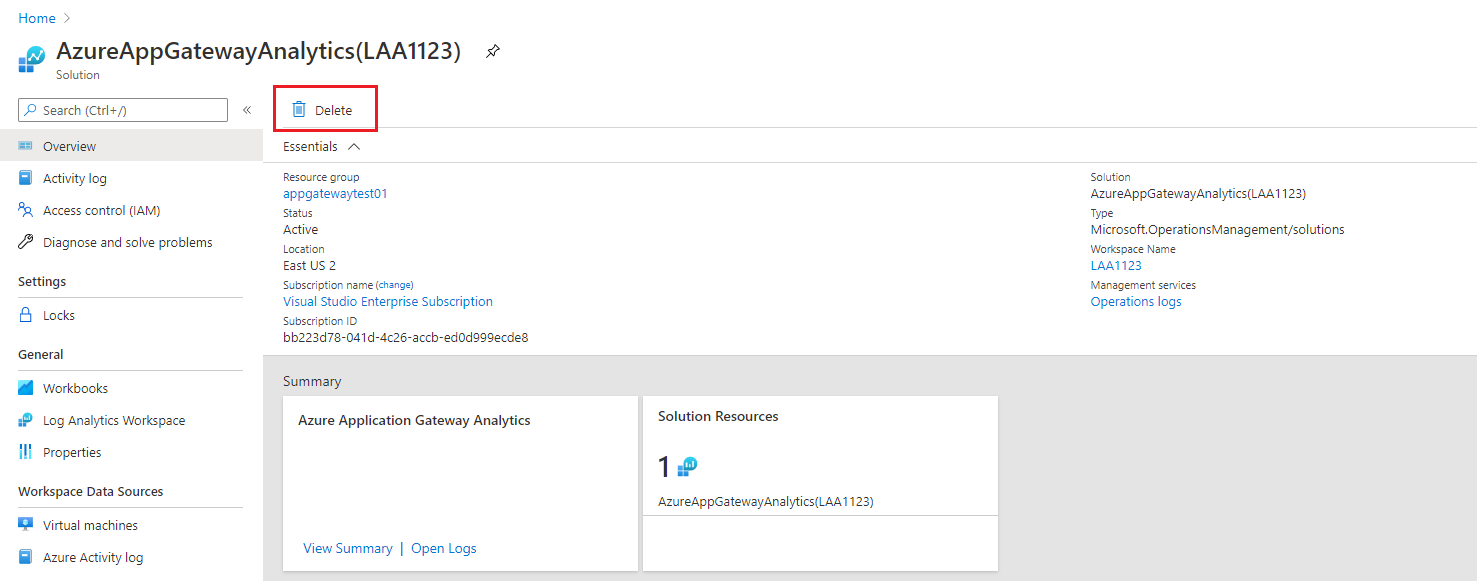 Home
AzureAppGatewayAnalytics(LAA1123)
Solution
Search (Ctrl+/)
«
Delete
Overview
Activity log
Access control (IAM)
Diagnose and solve problems
Settings
Locks
General
Workbooks
Log Analytics Workspace
Properties
Workspace Data Sources
Virtual machines
Azure Activity log
Essentials
Resource group
appgatewaytest01
Status
Active
Location
East US 2
Subscription name (change)
Visual Studio Enterprise Subscription
Subscription ID
bb223d78-041d-4c26-accb-ed0d999ecde8
Solution
AzureAppGatewayAnalytics(LAA1123)
Type
Microsoft.OperationsManagement/solutions
Workspace Name
LAA1123
Management services
Operations logs
Summary
Azure Application Gateway Analytics
View Summary | Open Logs
Solution Resources
1
AzureAppGatewayAnalytics(LAA1123)